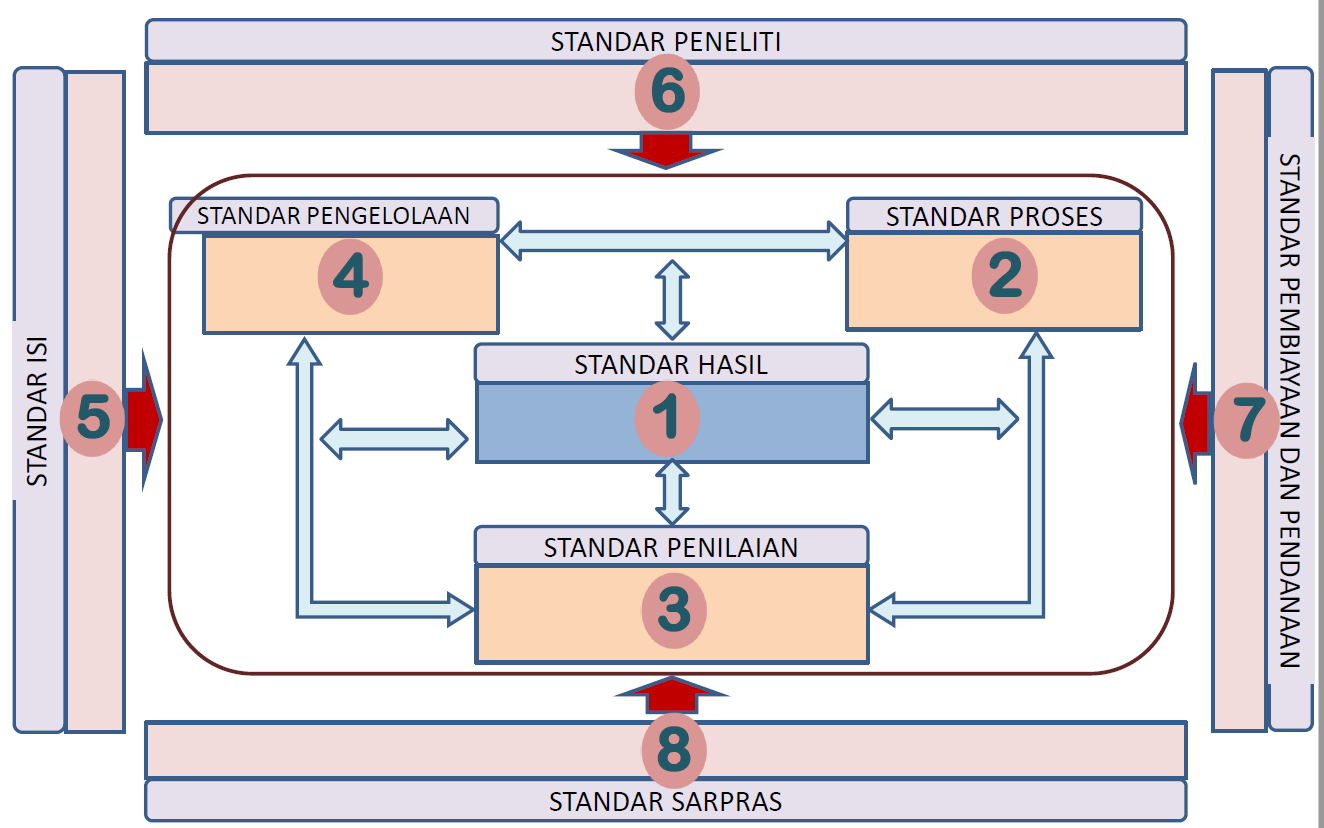 STANDAR PENELITI
6
STANDAR PENGELOLAAN
4
STANDAR PROSES
2
STANDAR HASIL
1
STANDAR PENILAIAN
3
STANDAR ISI
5
7
STANDAR PEMBIAYAAN DAN PENDANAAN
8
STANDAR SARPRAS